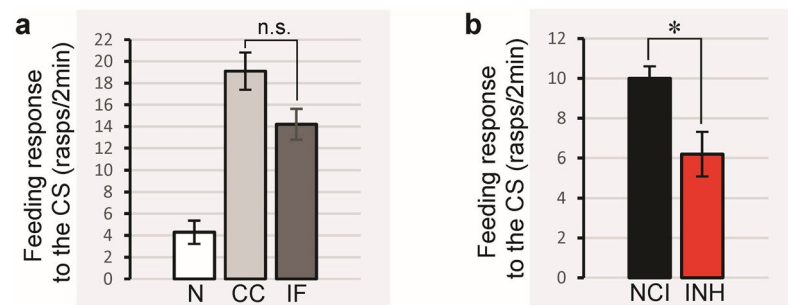 a
Feeding response
to the CS (rasps/2min)
22
20
18
16
14
12
10
8
6
4
2
0
n.s.
N CC IF
b
Feeding response
to the CS (rasps/2min)
12
10
8
6
4
2
0
*
NCI INH